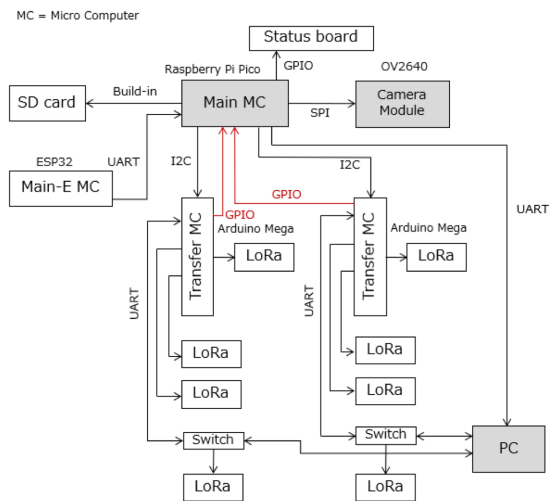 MC = Micro Computer
Status board
GPIO
Raspberry Pi Pico
OV2640
Build-in
SD card
Main MC
SPI
Camera
Module
ESP32
UART
I2C
I2C
Main-E MC
GPIO
UART
GPIO
Transfer MC
Arduino Mega
LoRa
Transfer MC
Arduino Mega
LoRa
UART
UART
LoRa
LoRa
LoRa
LoRa
Switch
Switch
PC
LoRa
LoRa